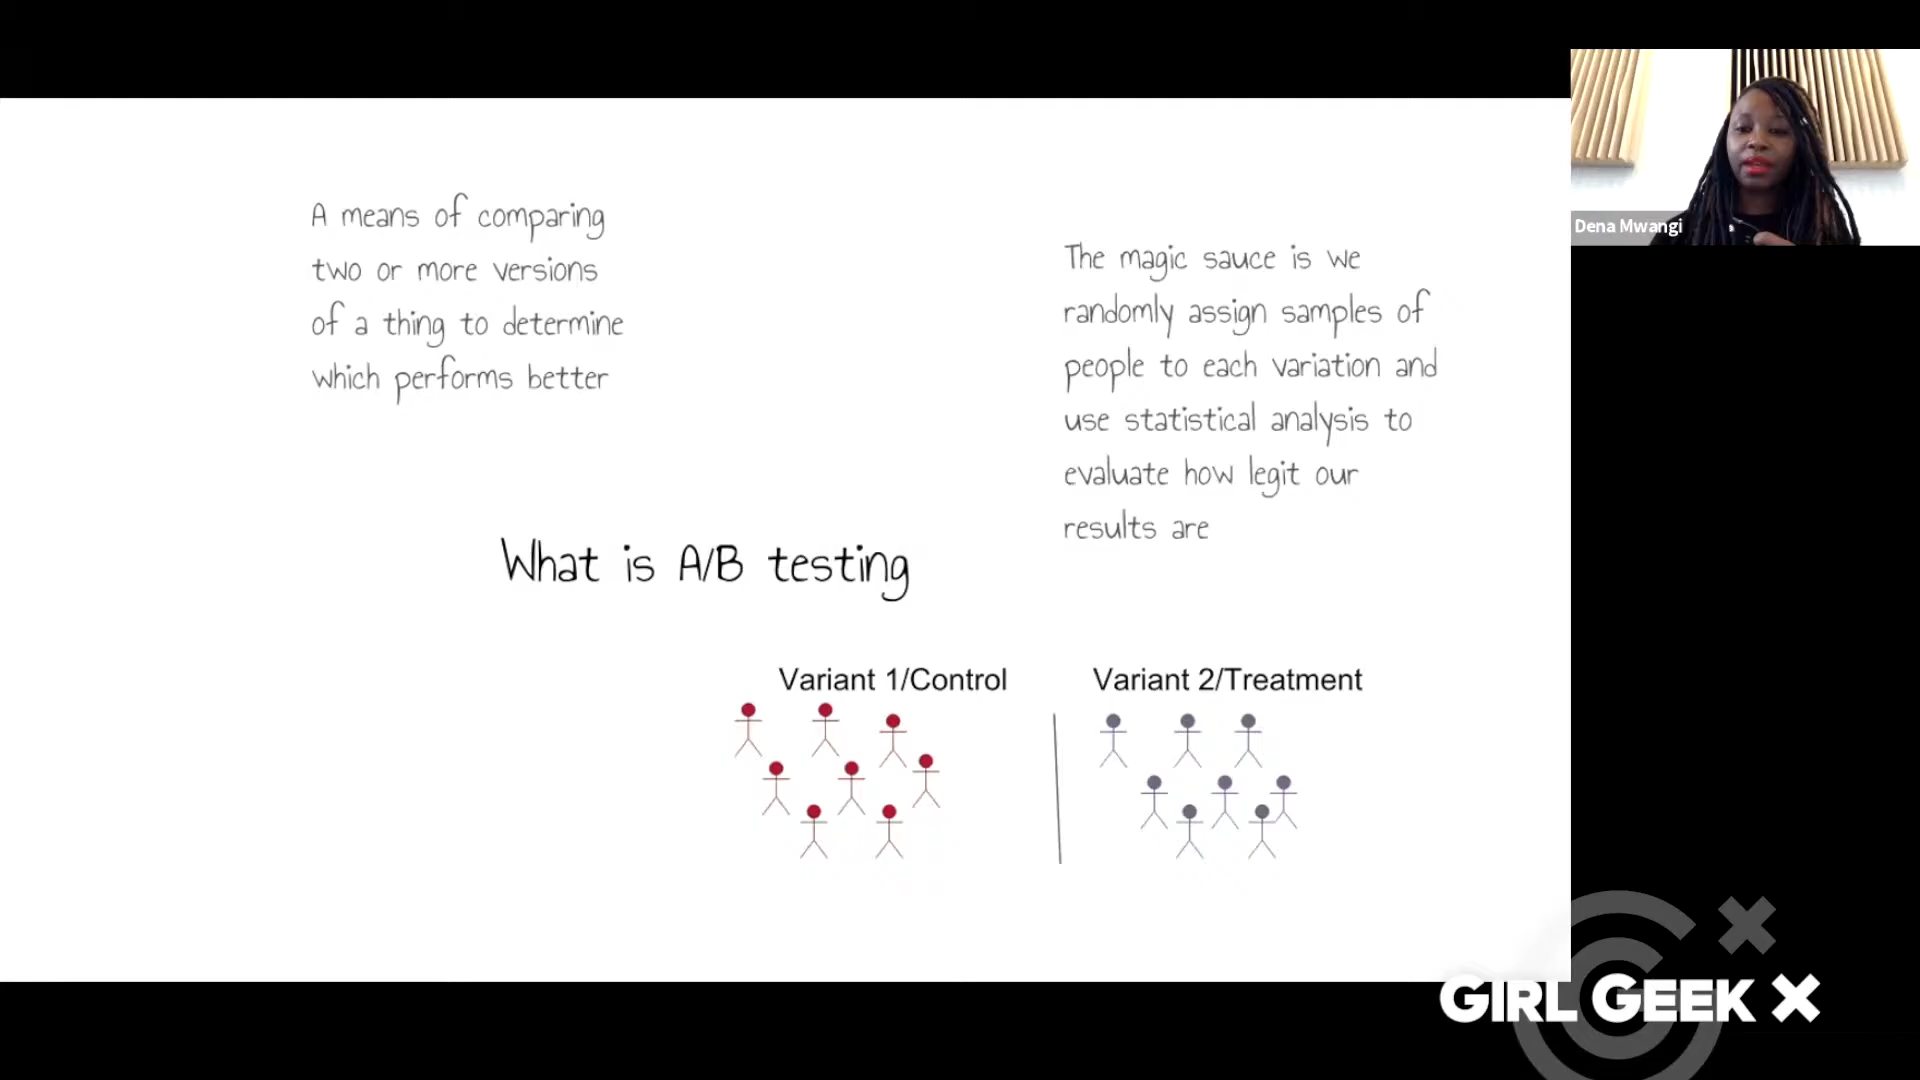 A means of comparing
two or more versions
of a thing to determine
which performs better
The magic sauce is we
randomly assign samples of
people to each variation and
use statistical analysis to
evaluate how legit our
results are
What is A/B testing
Variant 1/Control
Variant 2/Treatment
Dena Mwangi
GIRL GEEK X